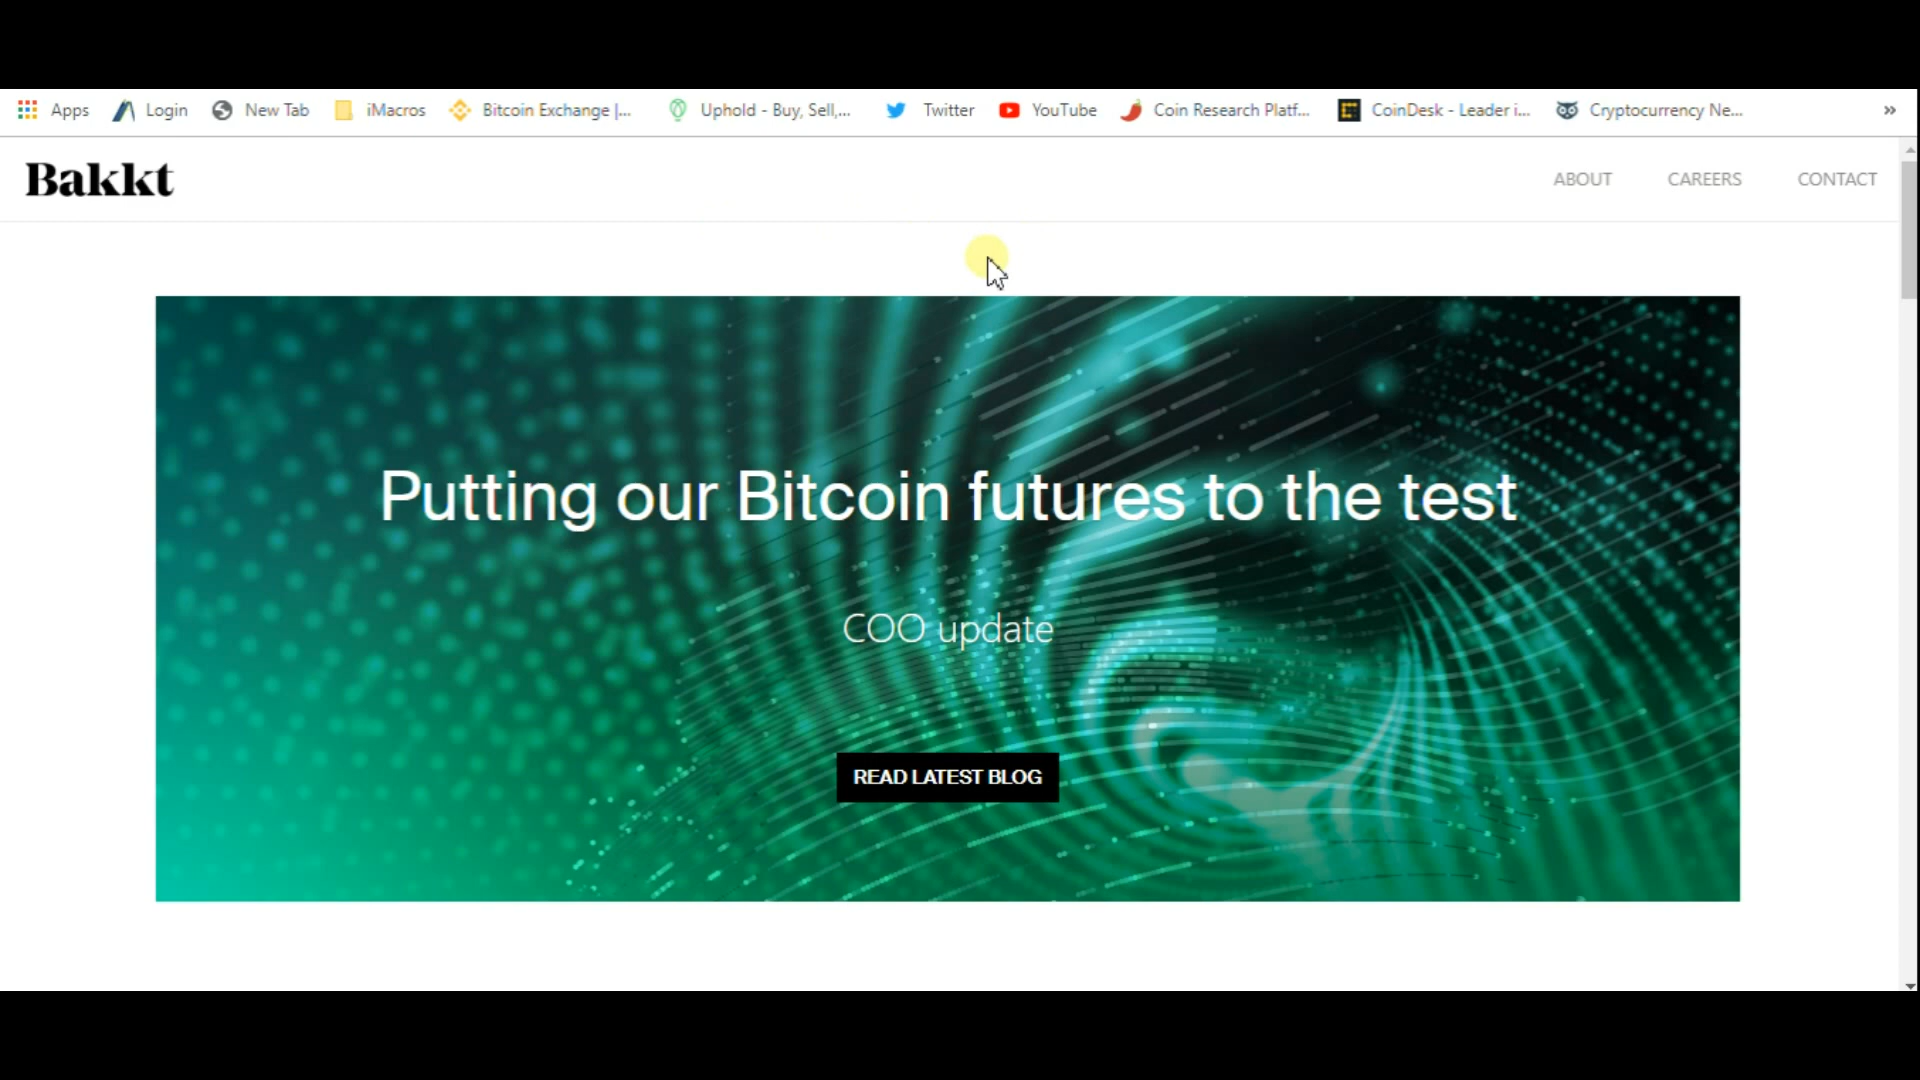 Apps Login New Tab iMacros Bitcoin Exchange |... Uphold - Buy, Sell,... Twitter YouTube Coin Research Platf... CoinDesk - Leader i... Cryptocurrency Ne... »
Bakkt ABOUT CAREERS CONTACT
Putting our Bitcoin futures to the test
COO update
READ LATEST BLOG